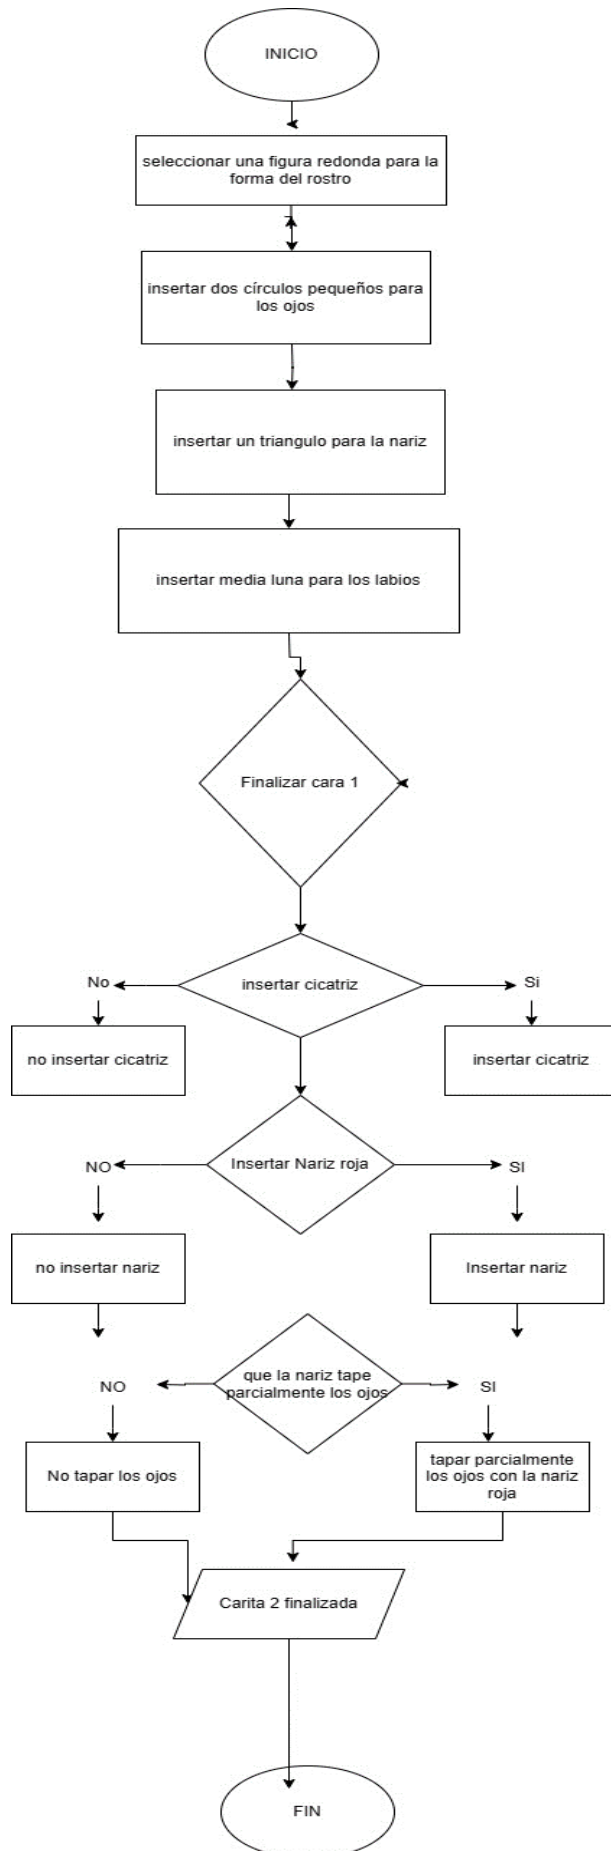 INICIO
seleccionar una figura redonda para la
forma del rostro
insertar dos círculos pequeños para
los ojos
insertar un triangulo para la nariz
insertar media luna para los labios
Finalizar cara 1
No
insertar cicatriz
Si
no insertar cicatriz
insertar cicatriz
NO
Insertar Nariz roja
SI
no insertar nariz
Insertar nariz
que la nariz tape
parcialmente los ojos
NO
SI
No tapar los ojos
tapar parcialmente
los ojos con la nariz
roja
Carita 2 finalizada
FIN